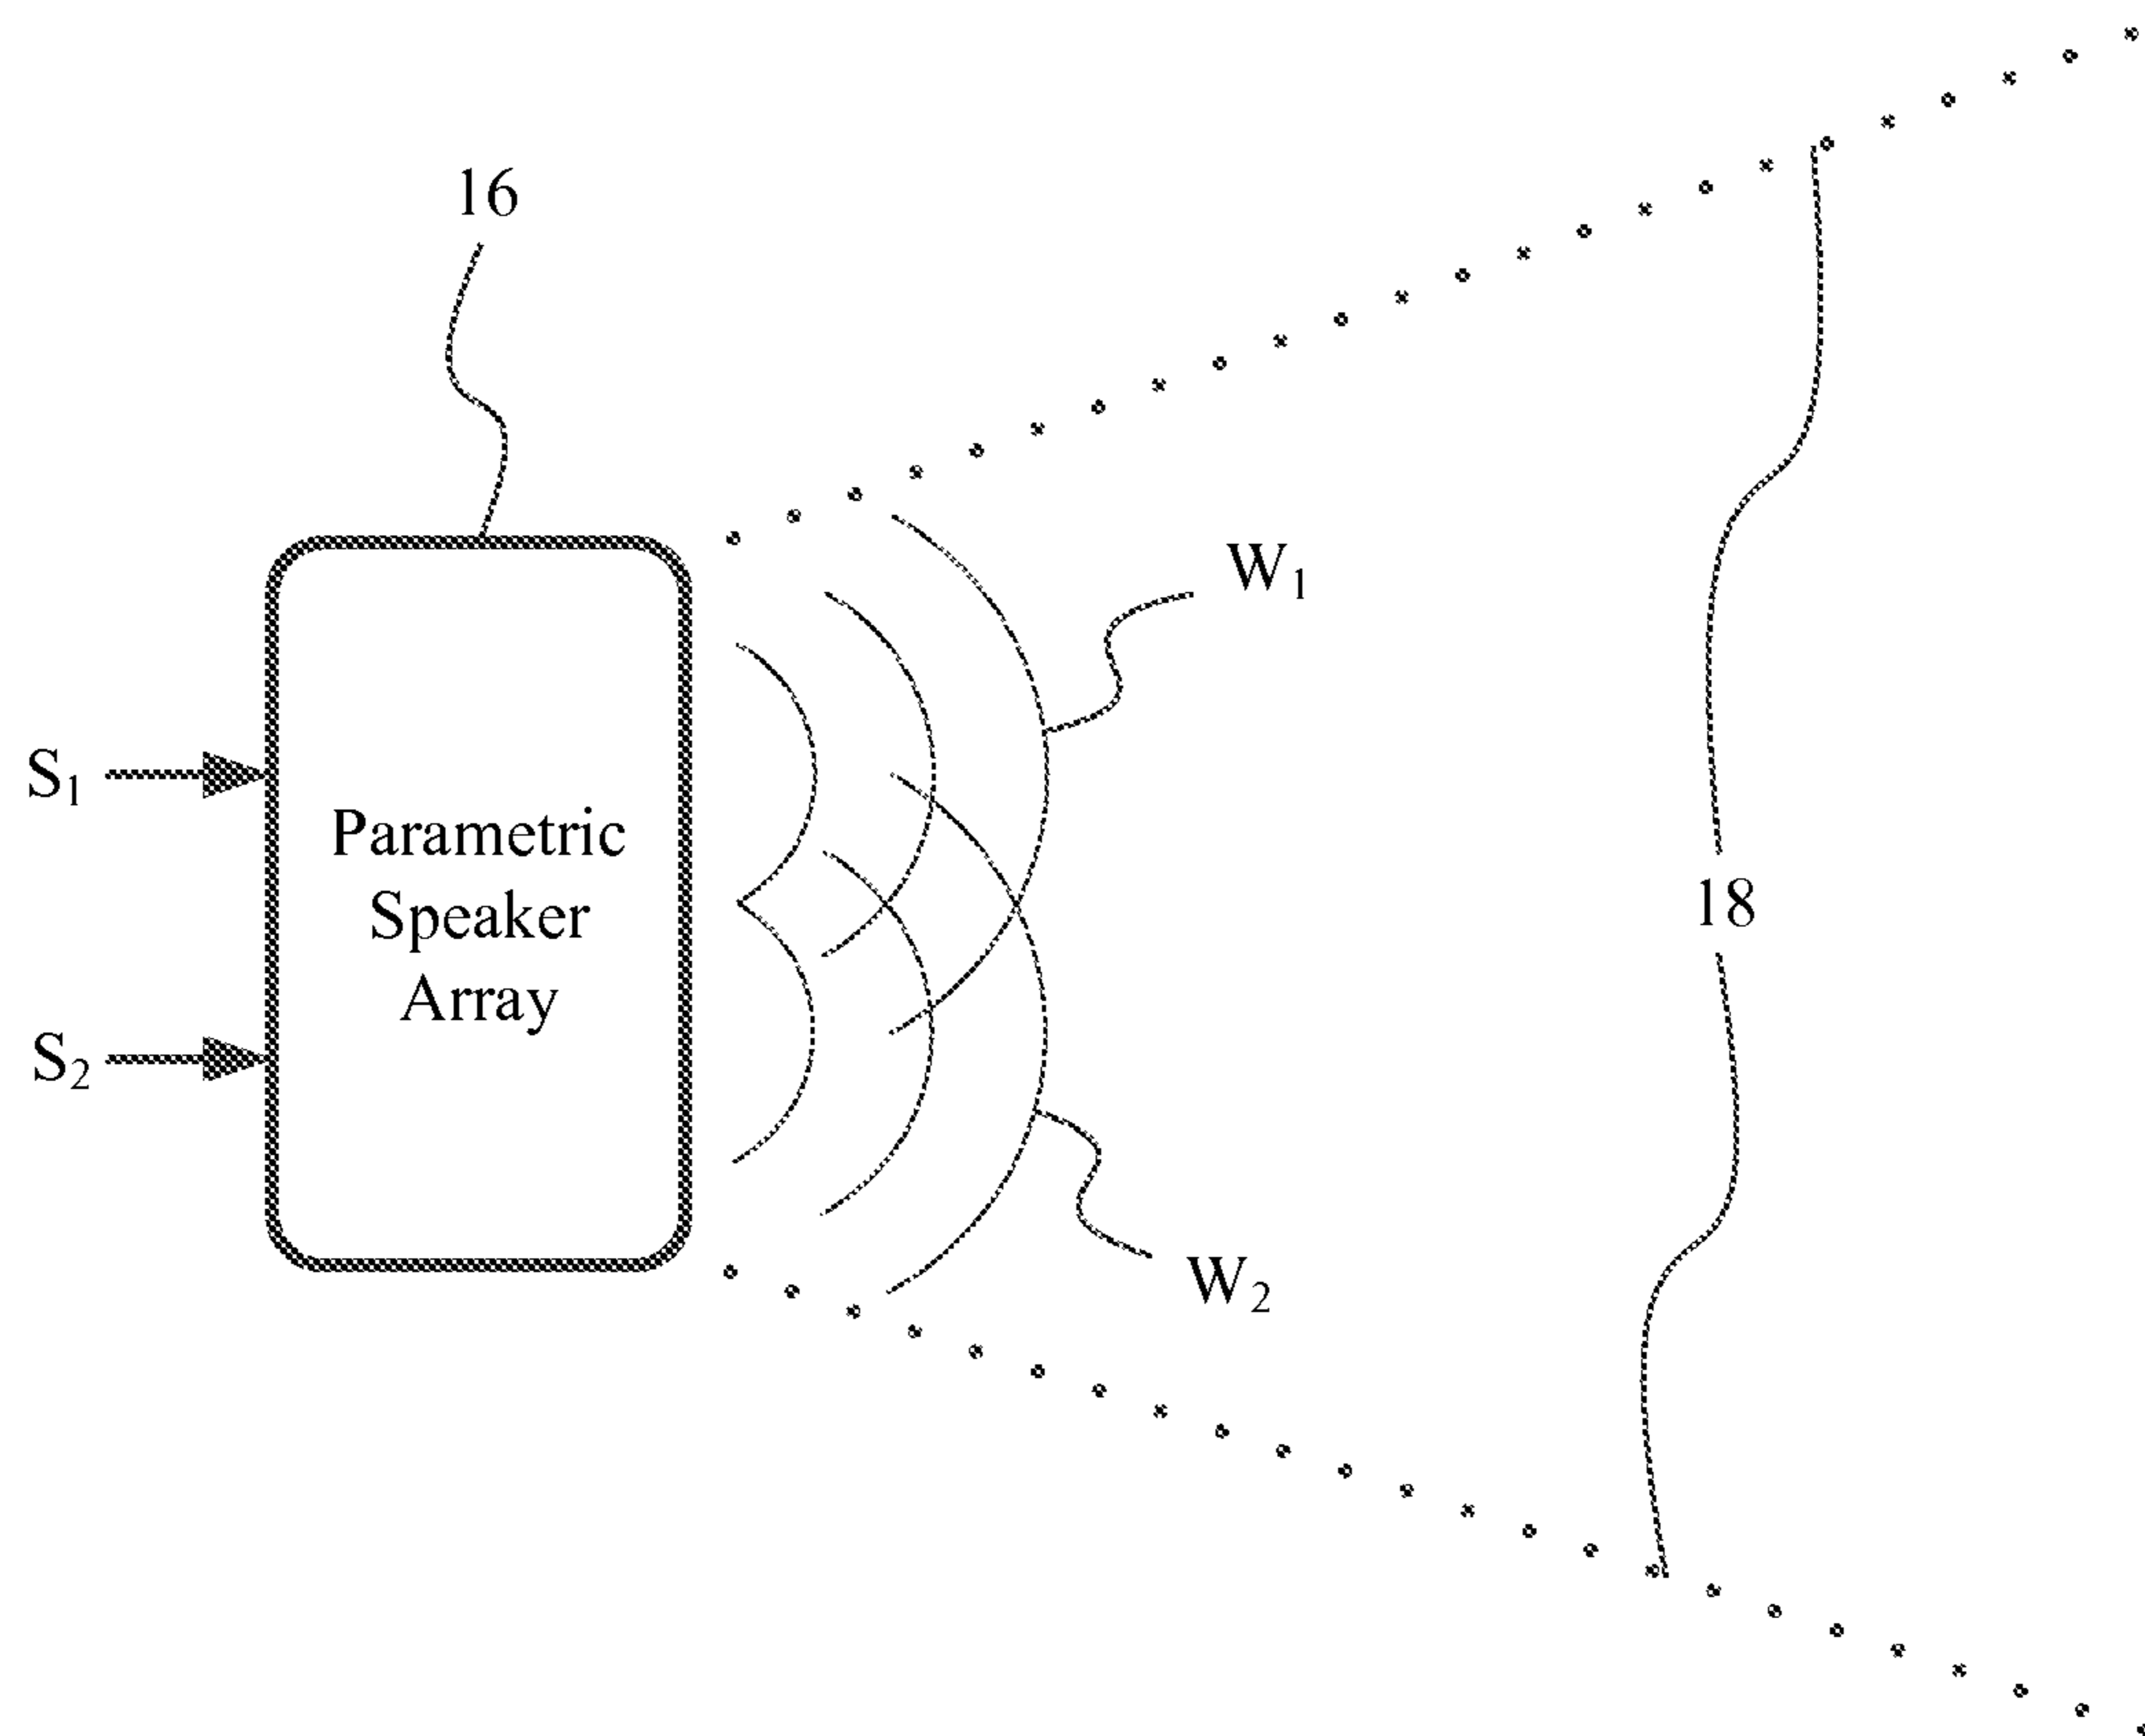 16
W₁
S₁
Parametric
Speaker
Array
18
S₂
W₂